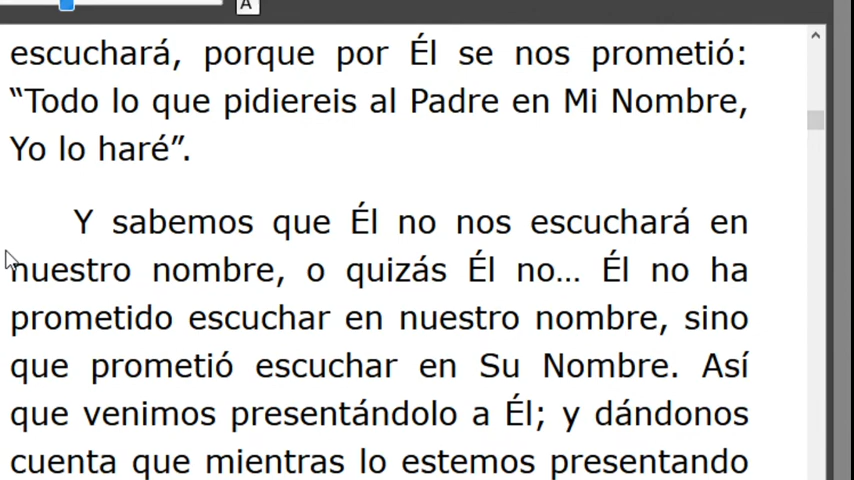 A
escuchará, porque por Él se nos prometió:
“Todo lo que pidiereis al Padre en Mi Nombre,
Yo lo haré”.
Y sabemos que Él no nos escuchará en
nuestro nombre, o quizás Él no… Él no ha
prometido escuchar en nuestro nombre, sino
que prometió escuchar en Su Nombre. Así
que venimos presentándolo a Él; y dándonos
cuenta que mientras lo estemos presentando